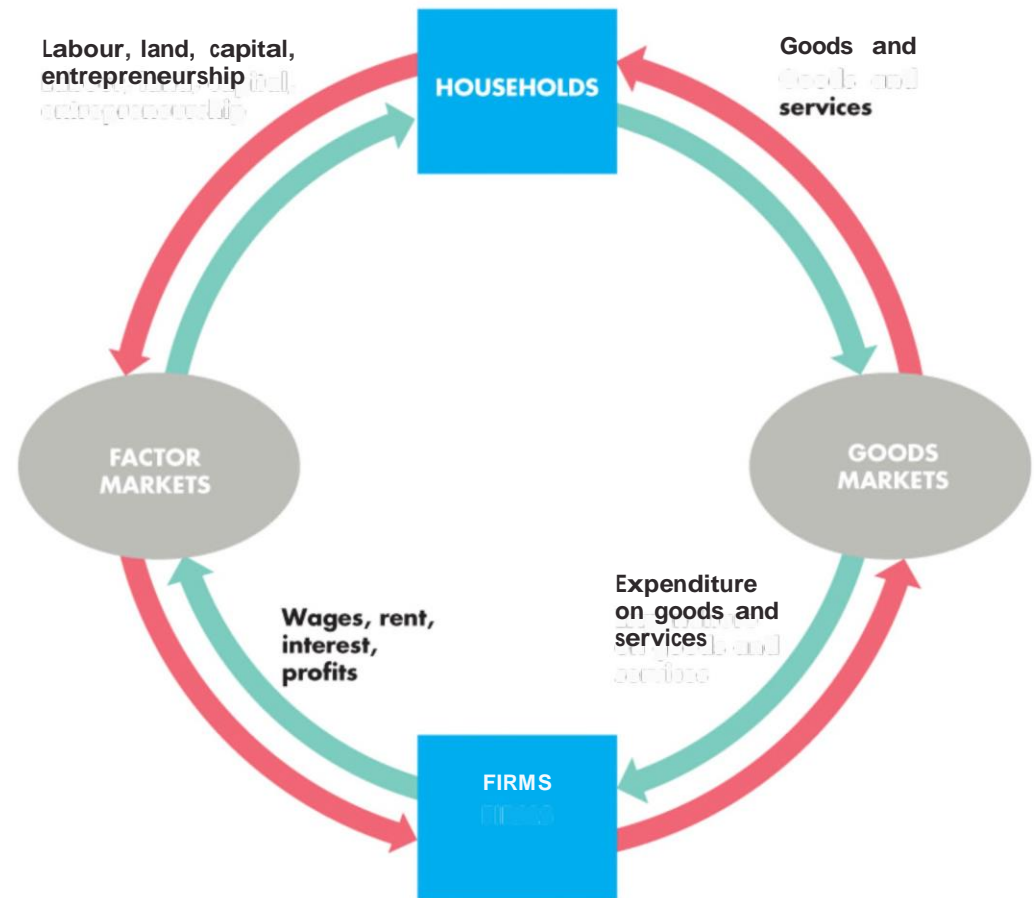 Labour, land, capital,
entrepreneurship
HOUSEHOLDS
Goods and
services
FACTOR
MARKETS
GOODS
MARKETS
Wages, rent,
interest,
profits
Expenditure
on goods and
services
FIRMS